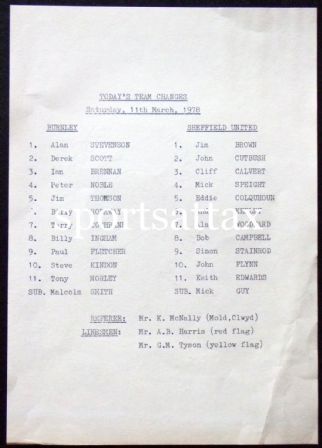 TODAY'S TEAM CHANGES
Saturday, 11th March, 1978
BURNLEY SHEFFIELD UNITED
1. Alan STEVENSON 1. Jim BROWN
2. Derek SCOTT 2. John CUTBUSH
3. Ian BRENNAN 3. Cliff CALVERT
4. Peter NOBLE 4. Mick SPEIGHT
5. Jim THOMSON 5. Eddie COLQUHOUN
6. 6.
sportsattax
7. 7. WOODWARD
8. Billy INGHAM 8. Bob CAMPBELL
9. Paul FLETCHER 9. Simon STAINROD
10. Steve KINDON 10. John FLYNN
11. Tony MORLEY 11. Keith EDWARDS
SUB. Malcolm SMITH SUB. Mick GUY
REFEREE: Mr. K. McNally (Mold,Clwyd)
LINESMEN: Mr. A.B. Harris (red flag)
Mr. G.M. Tyson (yellow flag)